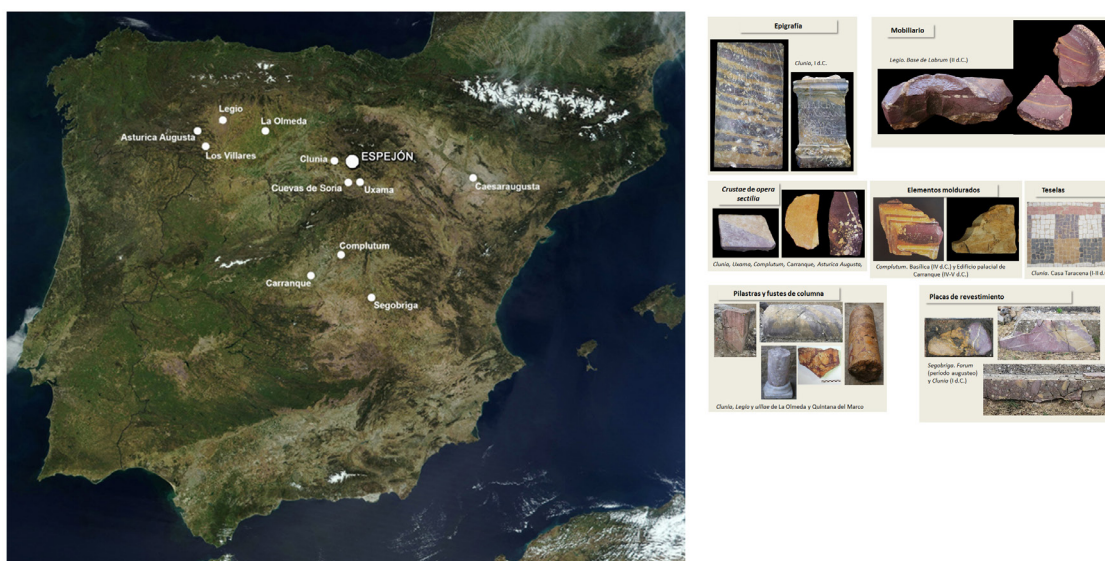 Legio
La Olmeda
Asturica Augusta
Los Villares
Clunia
ESPEJÓN
Cuevas de Soria
Uxama
Caesaraugusta
Complutum
Carranque
Segobriga
Epigrafía
Clunia, I d.C.
Mobiliario
Legio. Base de Labrum (II d.C.)
Crustae de opera
sectilia
Clunia, Uxama, Complutum, Carranque, Asturica Augusta,
Elementos moldurados
Complutum. Basílica (IV d.C.) y Edificio palacial de
Carranque (IV-V d.C.)
Teselas
Clunia. Casa Taracena (I-II d.
Pilastras y fustes de columna
Clunia, Legio y uillae de La Olmeda y Quintana del Marco
Placas de revestimiento
Segobriga. Forum
(período augusteo)
y Clunia (I d.C.)